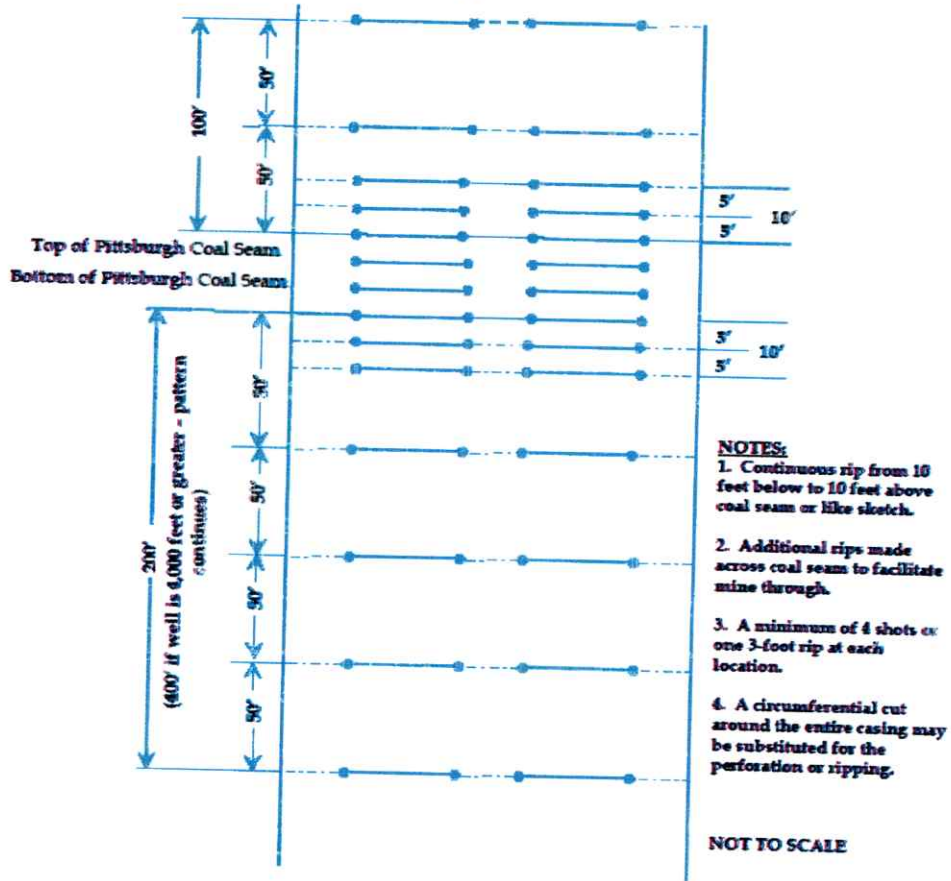 50'
100'
50'
5'
10'
5'
Top of Pittsburgh Coal Seam
Bottom of Pittsburgh Coal Seam
5'
10'
5'
50'
50'
200'
(400' if well is 4,000 feet or greater - pattern
continues)
50'
50'
NOTES:
1. Continuous rip from 10
feet below to 10 feet above
coal seam or like sketch.
2. Additional rips made
across coal seam to facilitate
mine through.
3. A minimum of 4 shots or
one 3-foot rip at each
location.
4. A circumferential cut
around the entire casing may
be substituted for the
perforation or ripping.
NOT TO SCALE